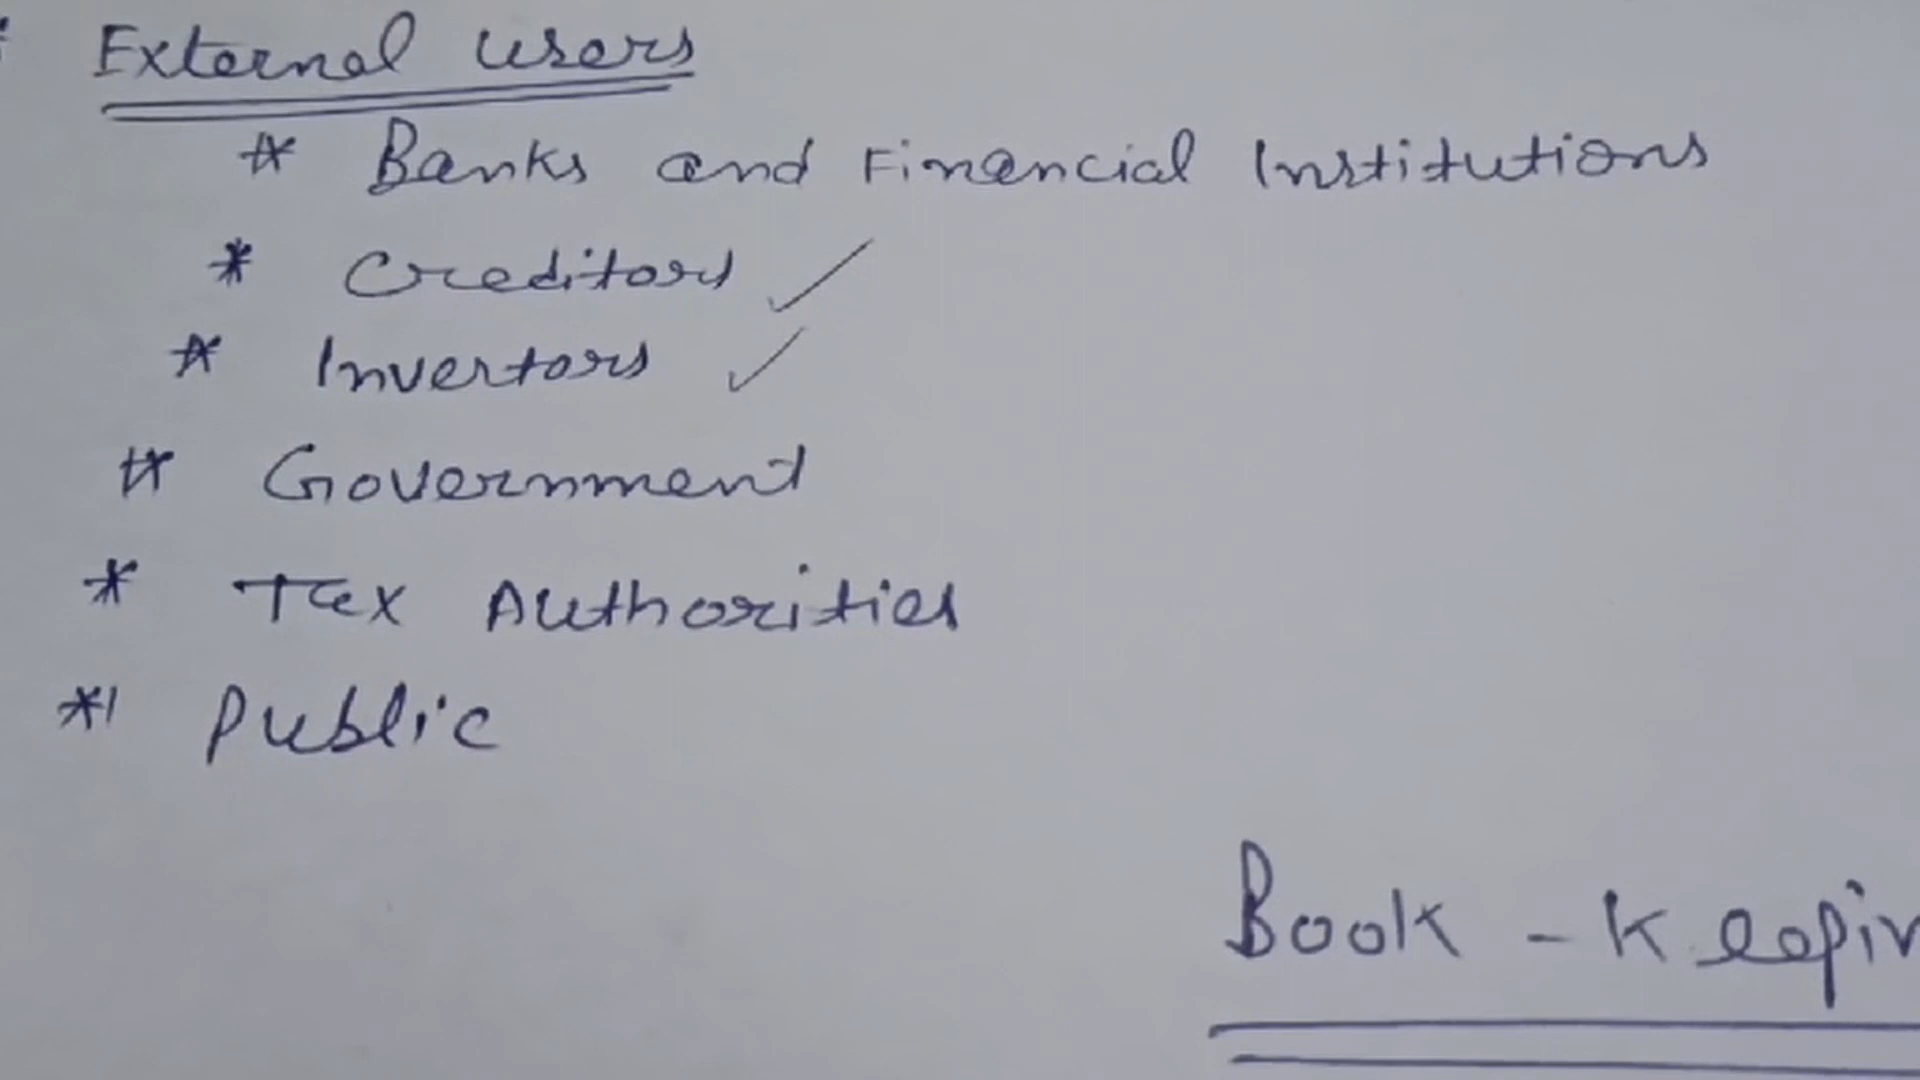 External users
* Banks and Financial Institutions
* Creditors ✓
* Investors ✓
* Government
* Tax Authorities
* Public
Book - Keepin